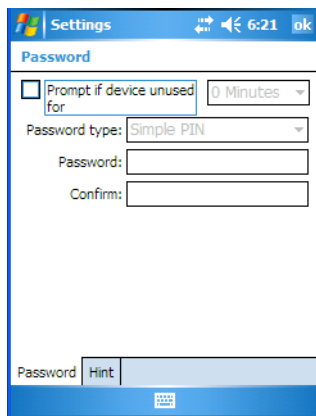 Settings 6:21 ok
Password
Prompt if device unused 0 Minutes
for
Password type: Simple PIN
Password:
Confirm:
Password Hint